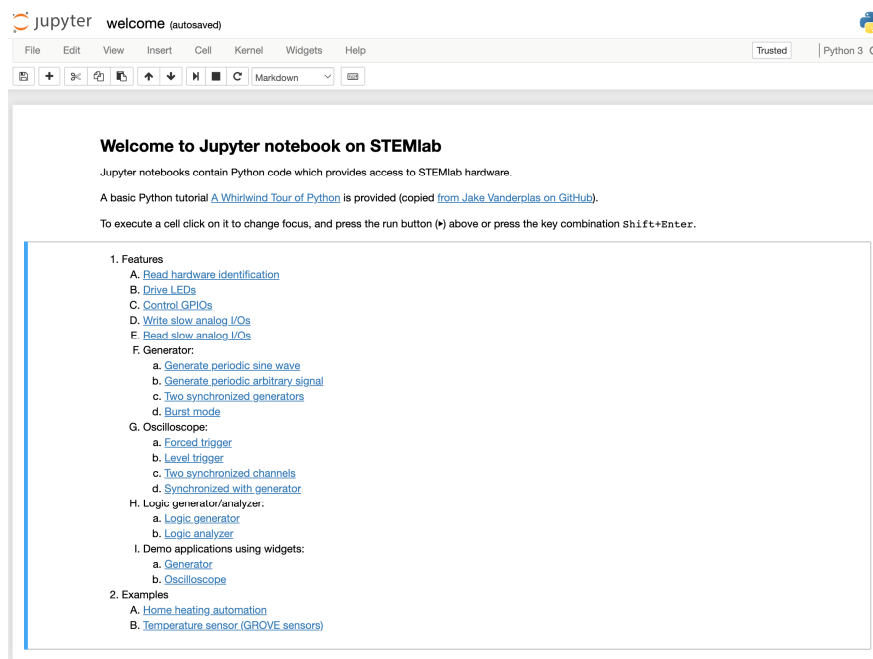 jupyter welcome (autosaved)
File Edit View Insert Cell Kernel Widgets Help Trusted Python 3
Markdown
Welcome to Jupyter notebook on STEMlab
Jupyter notebooks contain Python code which provides access to STEMlab hardware.
A basic Python tutorial A Whirlwind Tour of Python is provided (copied from Jake Vanderplas on GitHub).
To execute a cell click on it to change focus, and press the run button (▶) above or press the key combination Shift+Enter.
1. Features
A. Read hardware identification
B. Drive LEDs
C. Control GPIOs
D. Write slow analog I/Os
E. Read slow analog I/Os
F. Generator:
a. Generate periodic sine wave
b. Generate periodic arbitrary signal
c. Two synchronized generators
d. Burst mode
G. Oscilloscope:
a. Forced trigger
b. Level trigger
c. Two synchronized channels
d. Synchronized with generator
H. Logic generator/analyzer:
a. Logic generator
b. Logic analyzer
I. Demo applications using widgets:
a. Generator
b. Oscilloscope
2. Examples
A. Home heating automation
B. Temperature sensor (GROVE sensors)